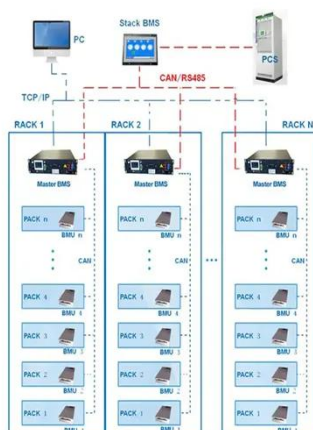 PC
Stack BMS
PCS
CAN/RS485
TCP/IP
RACK 1
RACK 2
RACK N
Master BMS
Master BMS
Master BMS
PACK n
BMU n
PACK n
BMU n
PACK n
BMU n
CAN
CAN
CAN
PACK 4
BMU 4
PACK 4
BMU 4
PACK 4
BMU 4
PACK 3
BMU 3
PACK 3
BMU 3
PACK 3
BMU 3
PACK 2
BMU 2
PACK 2
BMU 2
PACK 2
BMU 2
PACK 1
PACK 1
PACK 1